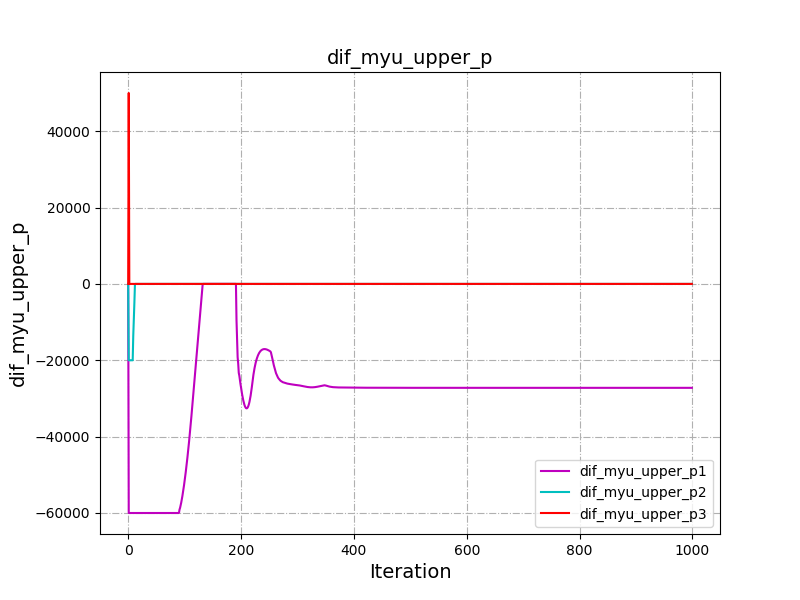 dif_myu_upper_p
dif_myu_upper_p
40000
20000
0
−20000
−40000
−60000
0 200 400 600 800 1000
Iteration
dif_myu_upper_p1
dif_myu_upper_p2
dif_myu_upper_p3